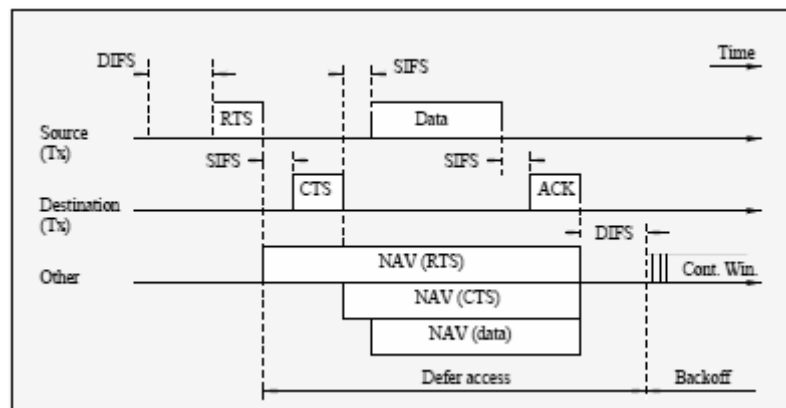 Time
DIFS
SIFS
RTS
Data
Source
(Tx)
SIFS
SIFS
CTS
ACK
Destination
(Tx)
DIFS
NAV (RTS)
Cont. Win.
Other
NAV (CTS)
NAV (data)
Defer access
Backoff